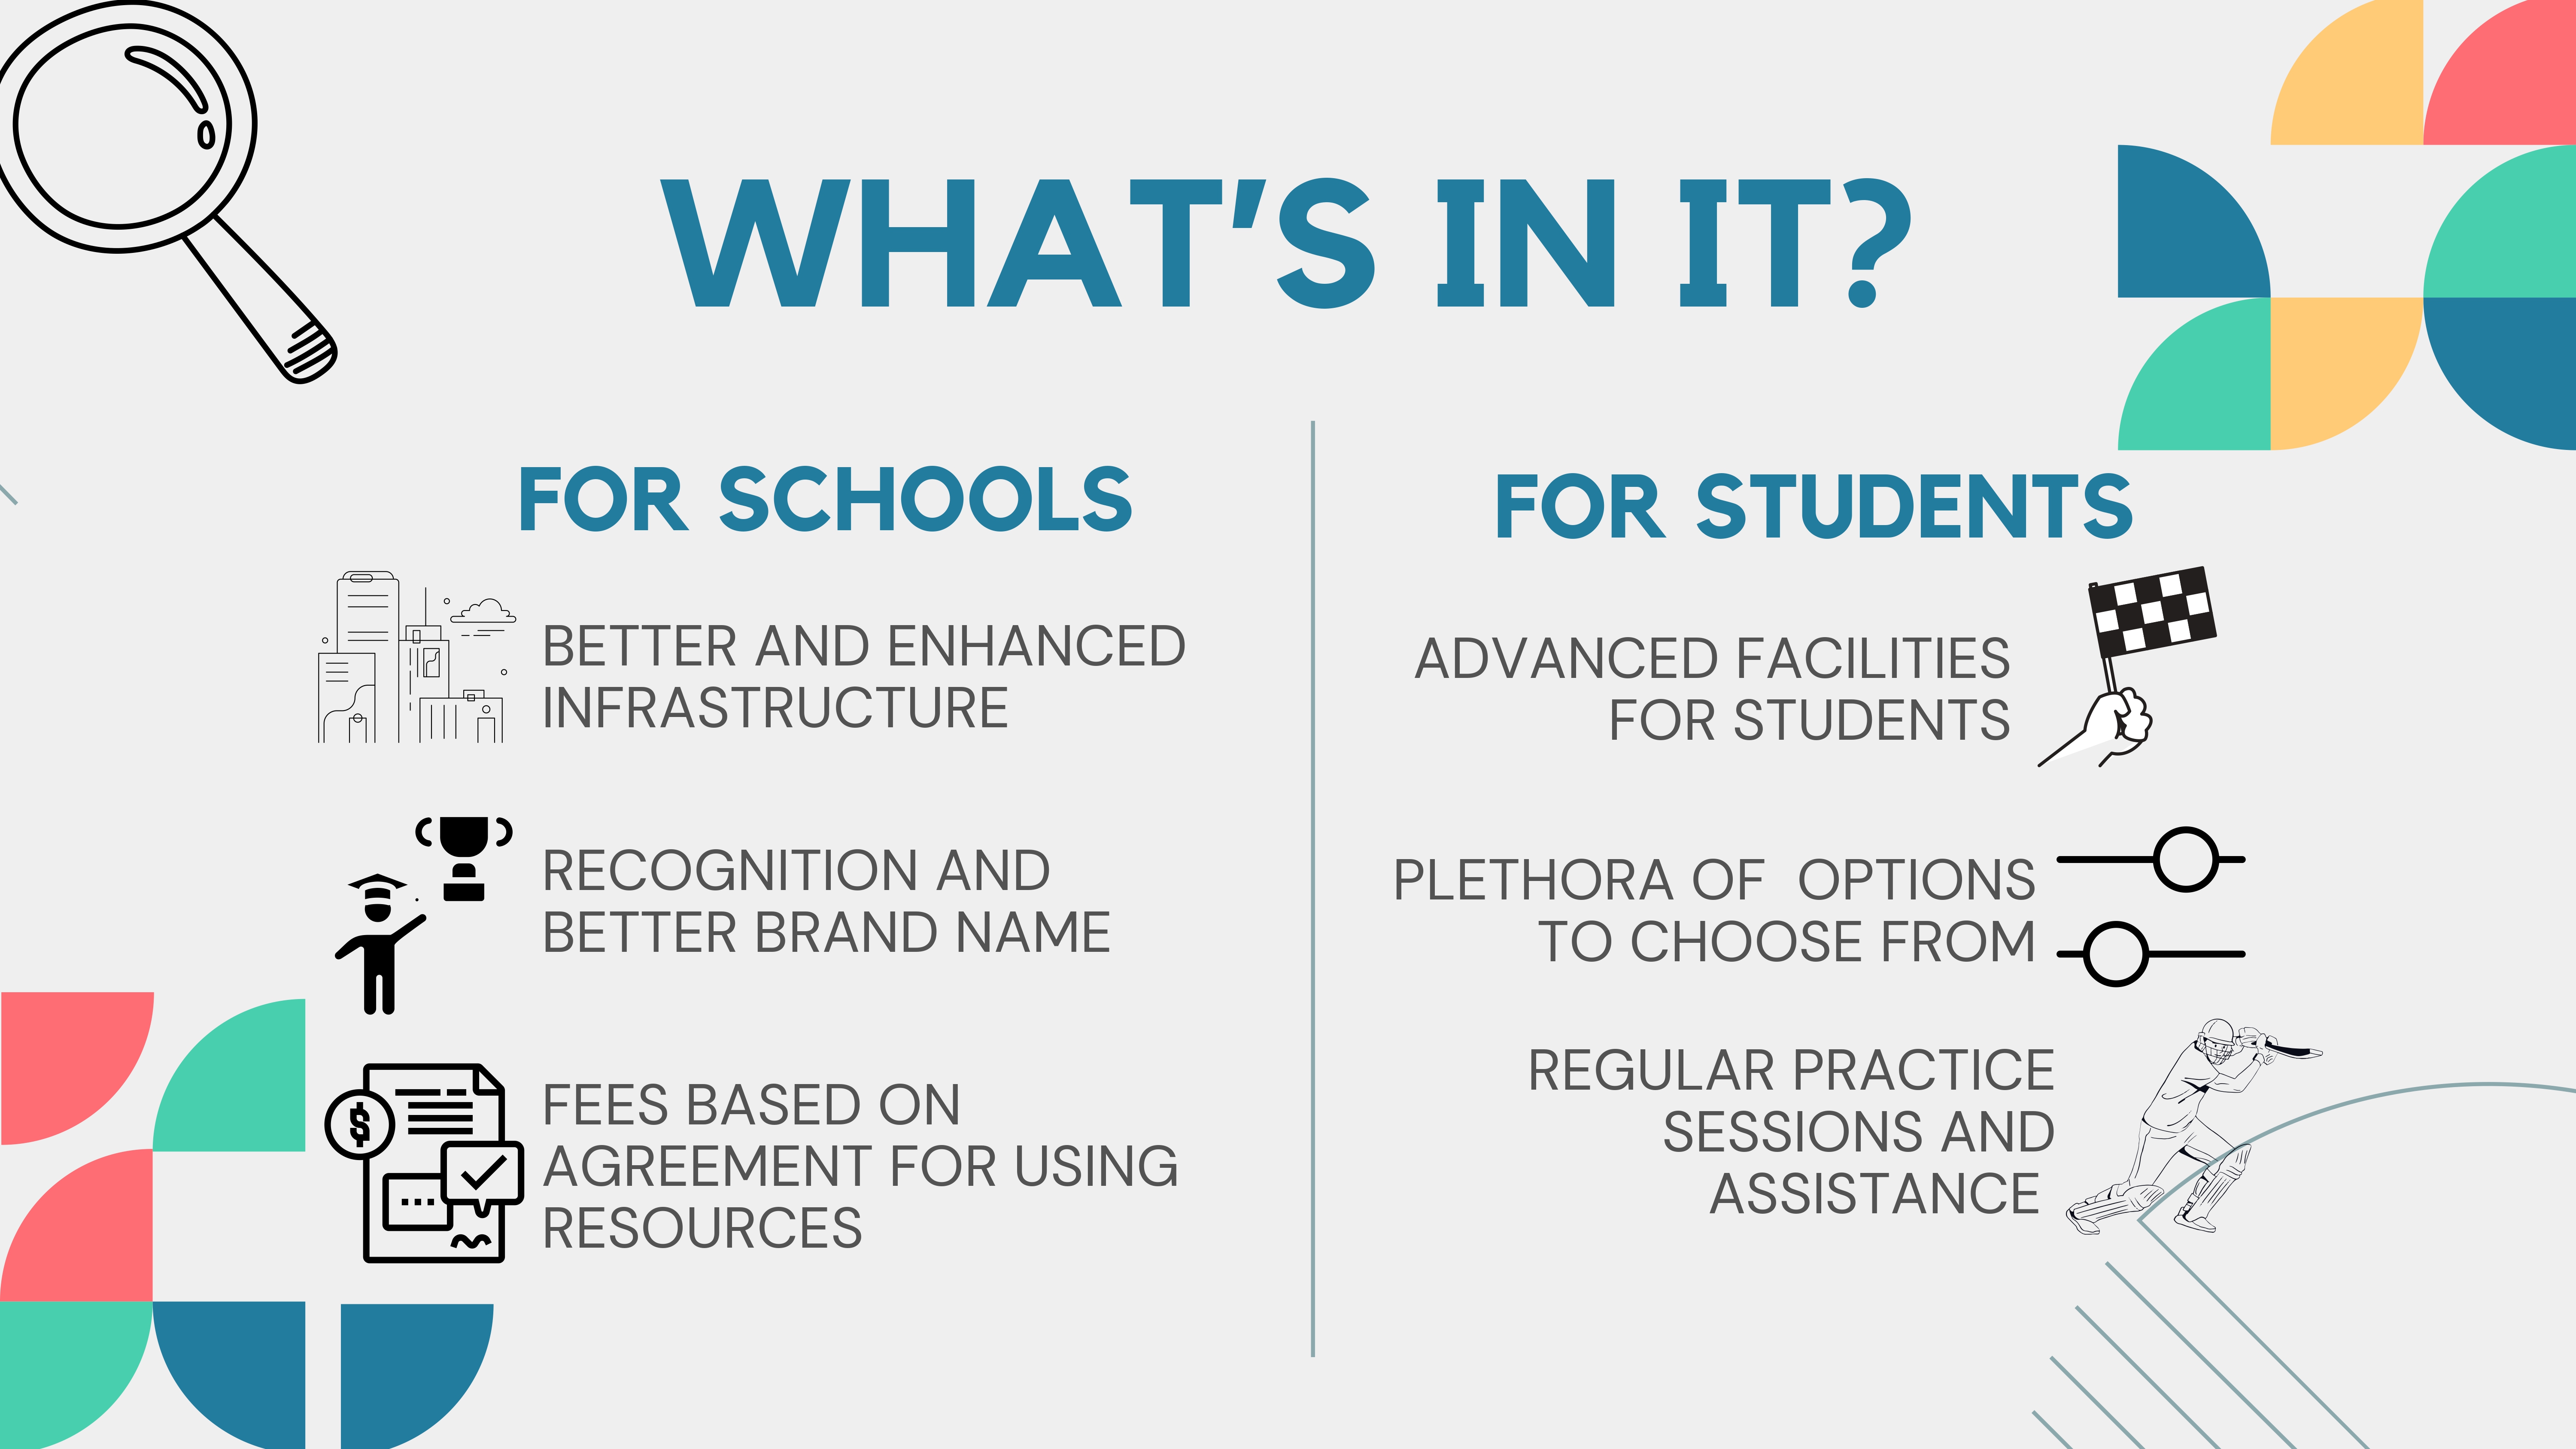 WHAT'S IN IT?
FOR SCHOOLS
BETTER AND ENHANCED
INFRASTRUCTURE
RECOGNITION AND
BETTER BRAND NAME
$
FEES BASED ON
AGREEMENT FOR USING
RESOURCES
FOR STUDENTS
ADVANCED FACILITIES
FOR STUDENTS
PLETHORA OF  OPTIONS
TO CHOOSE FROM
REGULAR PRACTICE
SESSIONS AND
ASSISTANCE